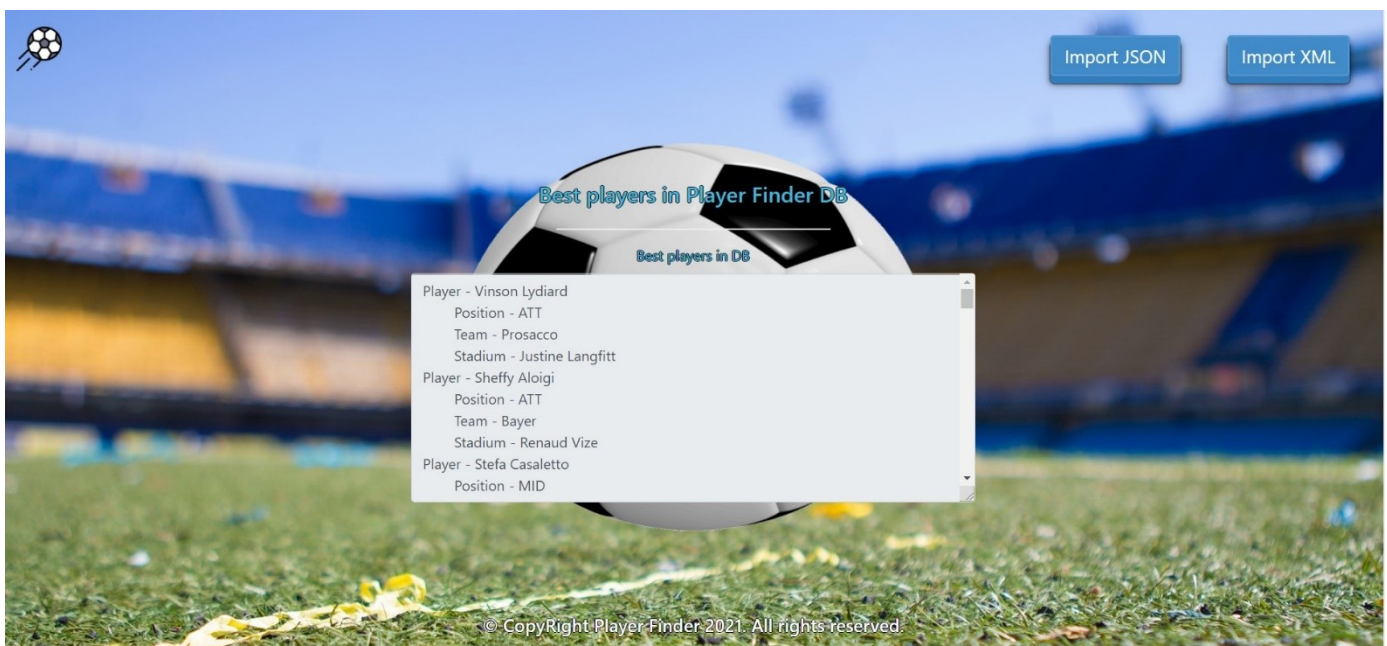 Import JSON
Import XML
Best players in Player Finder DB
Best players in DB
Player - Vinson Lydiard
Position - ATT
Team - Prosacco
Stadium - Justine Langfitt
Player - Sheffy Aloigi
Position - ATT
Team - Bayer
Stadium - Renaud Vize
Player - Stefa Casaletto
Position - MID
© CopyRight Player Finder 2021. All rights reserved.